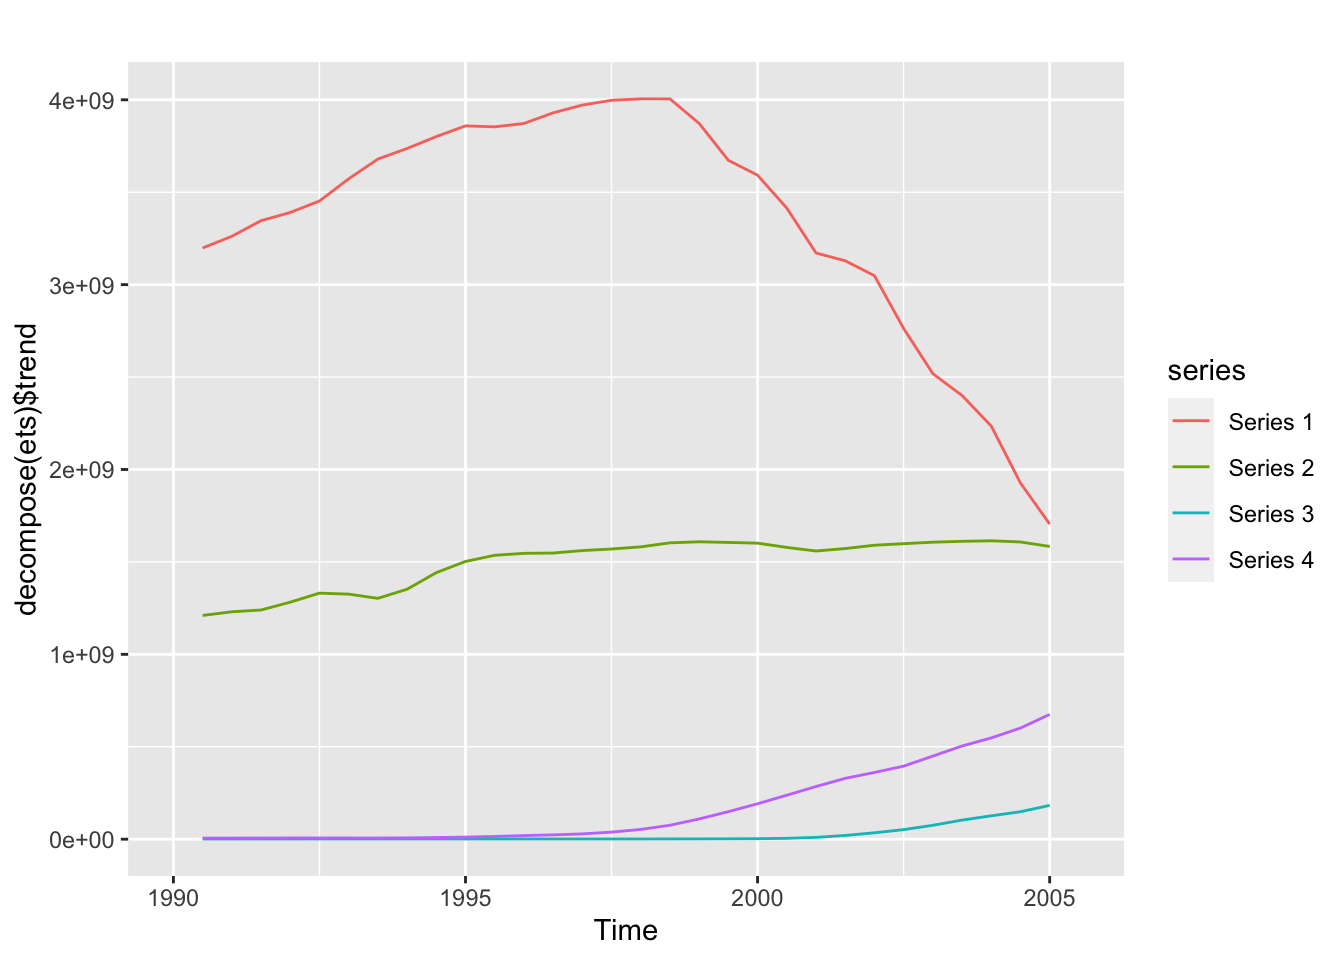 4e+09
3e+09
2e+09
1e+09
0e+00
decompose(ets)$trend
1990
1995
2000
2005
Time
series
Series 1
Series 2
Series 3
Series 4